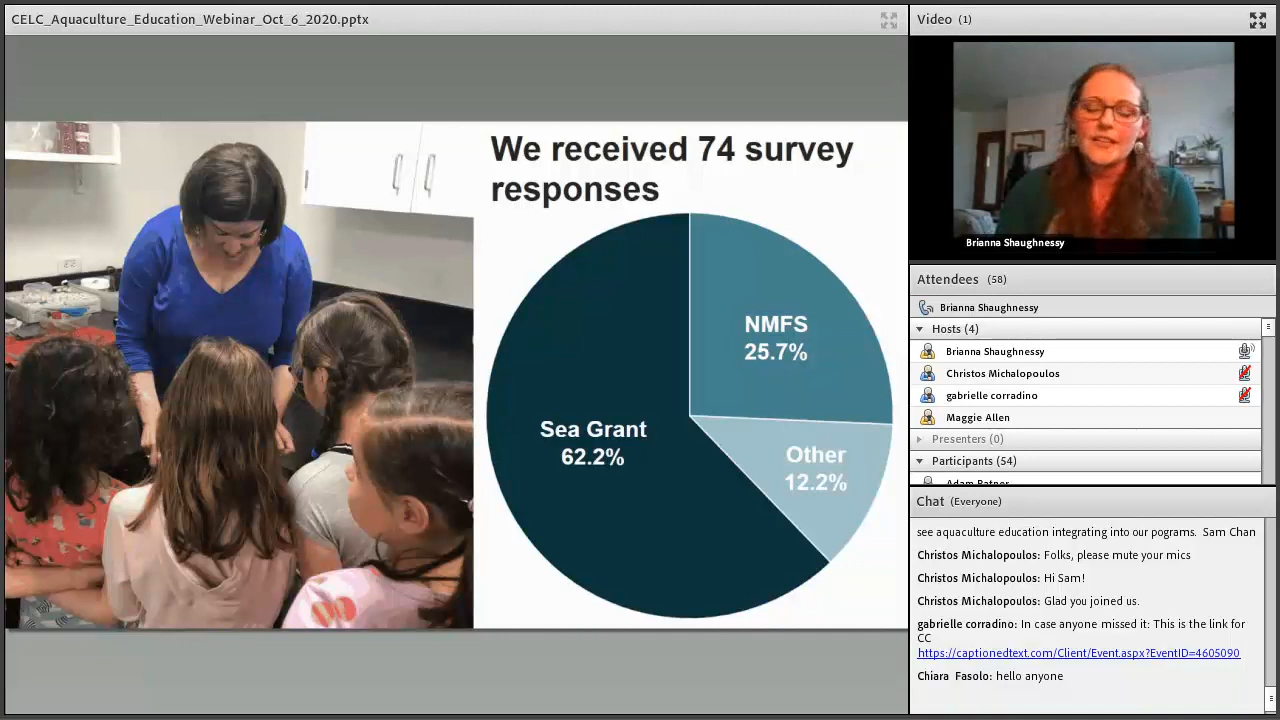 CELC_Aquaculture_Education_Webinar_Oct_6_2020.pptx
We received 74 survey
responses
NMFS
25.7%
Sea Grant
62.2%
Other
12.2%
Video (1)
Brianna Shaughnessy
Attendees (58)
Brianna Shaughnessy
Hosts (4)
Brianna Shaughnessy
Christos Michalopoulos
gabrielle corradino
Maggie Allen
Presenters (0)
Participants (54)
Chat (Everyone)
see aquaculture education integrating into our pograms. Sam Chan
Christos Michalopoulos: Folks, please mute your mics
Christos Michalopoulos: Hi Sam!
Christos Michalopoulos: Glad you joined us.
gabrielle corradino: In case anyone missed it: This is the link for
CC
https://captionedtext.com/Client/Event.aspx?EventID=4605090
Chiara Fasolo: hello anyone